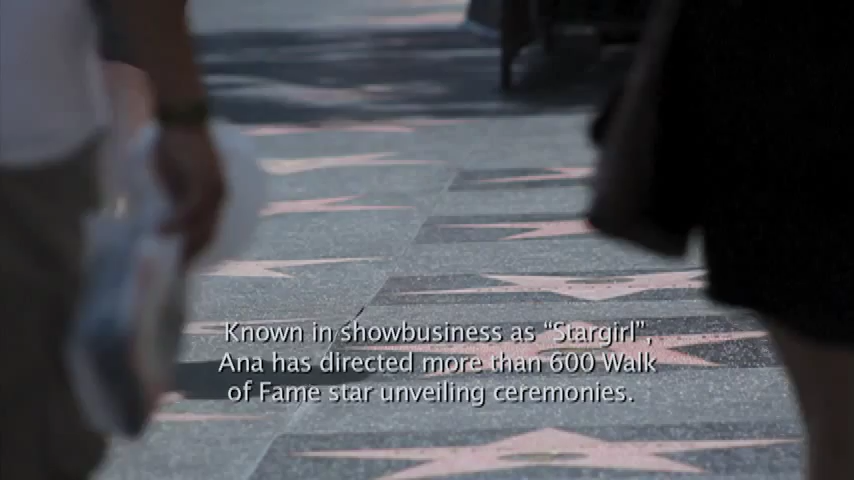 Known in showbusiness as “Stargirl”,
Ana has directed more than 600 Walk
of Fame star unveiling ceremonies.